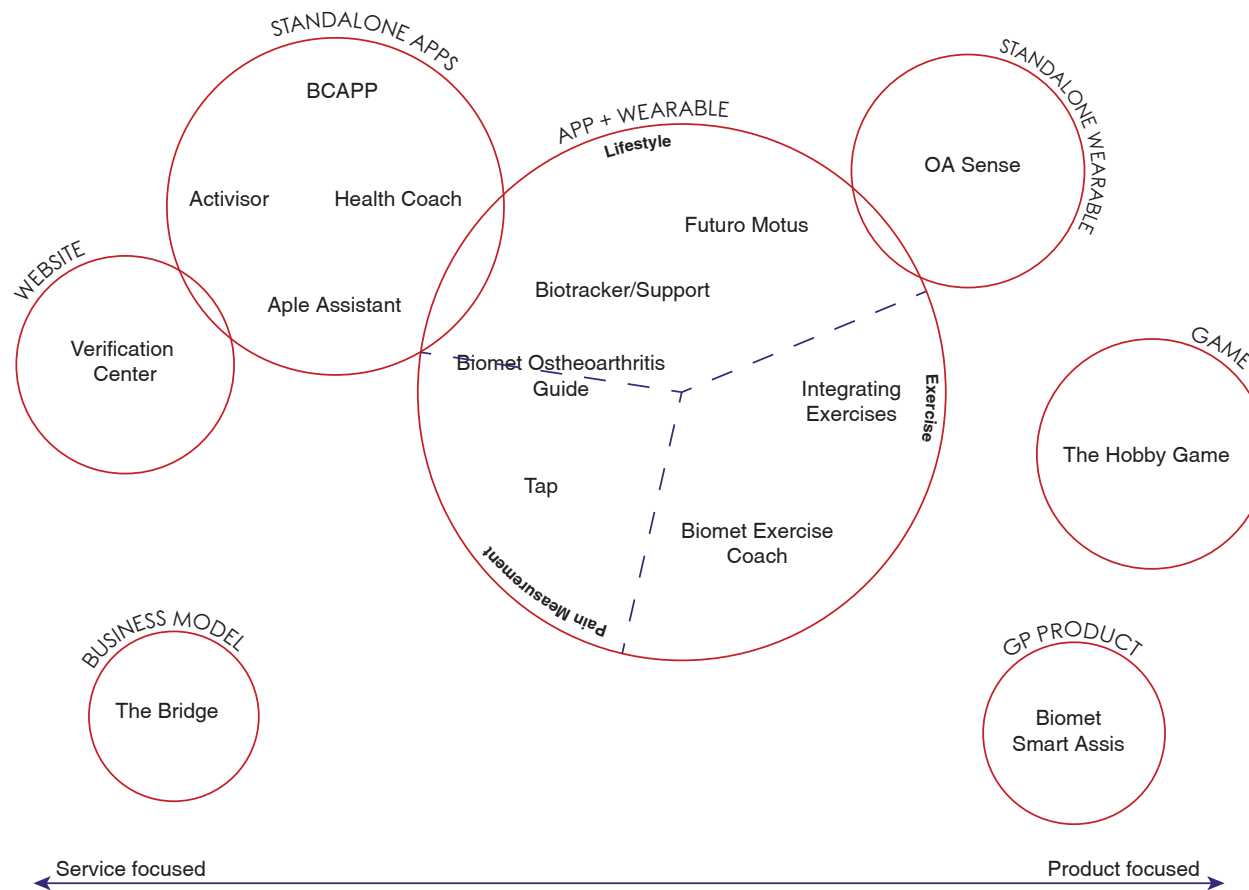 STANDALONE APPS
BCAPP
Activisor
Health Coach
Aple Assistant
WEBSITE
Verification
Center
APP + WEARABLE
Lifestyle
Futuro Motus
Biotracker/Support
Biomet Ostheoarthritis
Guide
Tap
Pain Measurement
Integrating
Exercises
Exercise
Biomet Exercise
Coach
STANDALONE WEARABLE
OA Sense
GAME
The Hobby Game
BUSINESS MODEL
The Bridge
GP PRODUCT
Biomet
Smart Assis
Service focused
Product focused